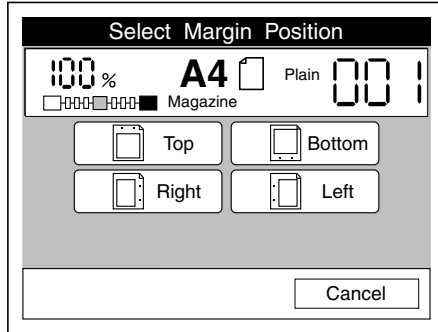 Select Margin Position
100 % A4 Plain 001
Magazine
Top Bottom
Right Left
Cancel